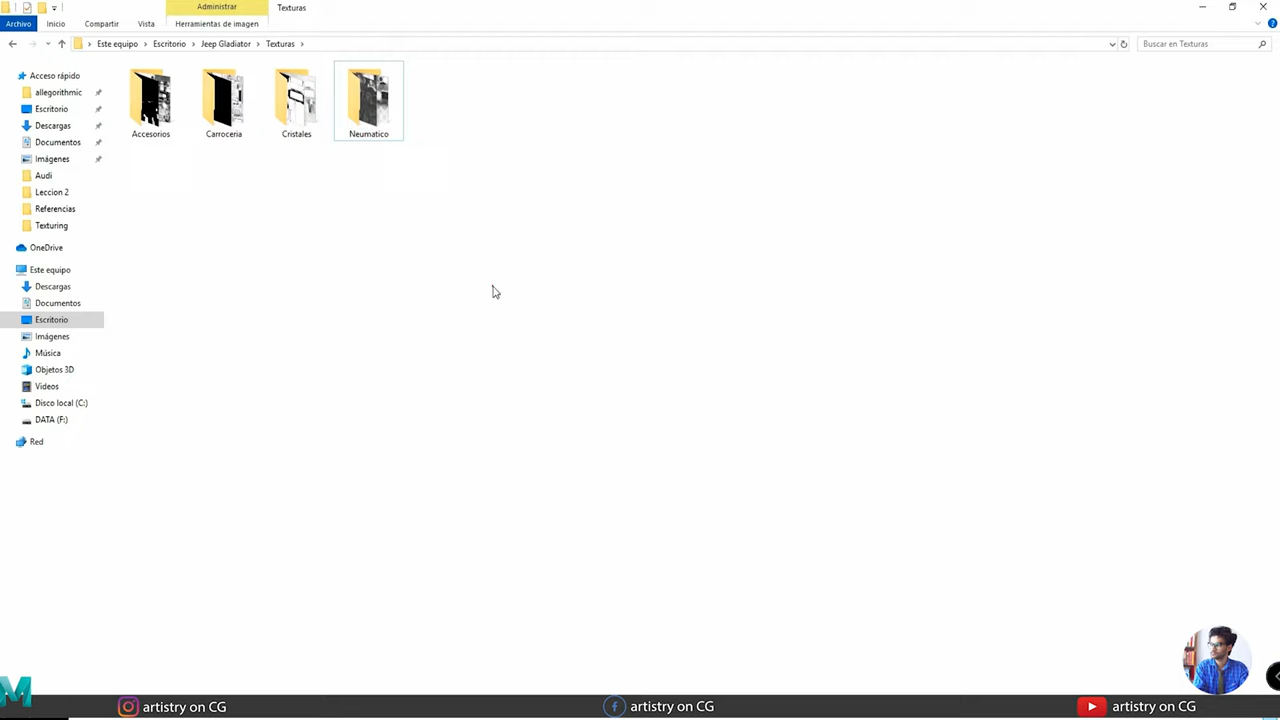 Administrar
Texturas
Archivo
Inicio
Compartir
Vista
Herramientas de imagen
Este equipo > Escritorio > Jeep Gladiator > Texturas >
Buscar en Texturas
Acceso rápido
allegorithmic
Escritorio
Descargas
Documentos
Imágenes
Audi
Leccion 2
Referencias
Texturing
OneDrive
Este equipo
Descargas
Documentos
Escritorio
Imágenes
Música
Objetos 3D
Videos
Disco local (C:)
DATA (F:)
Red
Accesorios
Carroceria
Cristales
Neumatico
artistry on CG
artistry on CG
artistry on CG